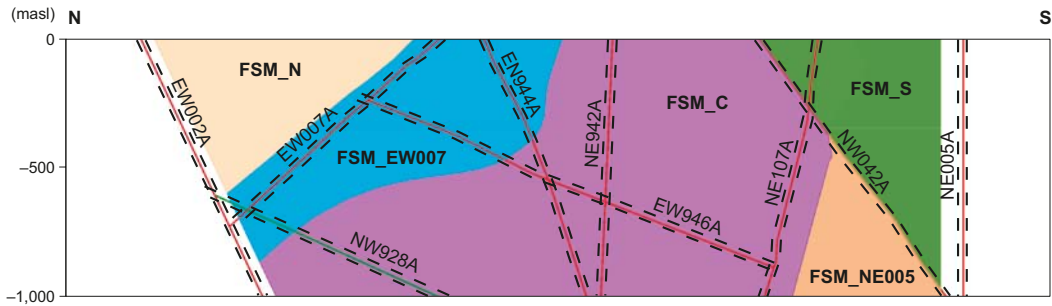 (masl) N S
0
FSM_N
EW002A
EW007A
FSM_EW007
EN944A
NE942A
FSM_C
NE107A
FSM_S
NW042A
NE005A
–500
EW946A
NW928A
FSM_NE005
–1,000